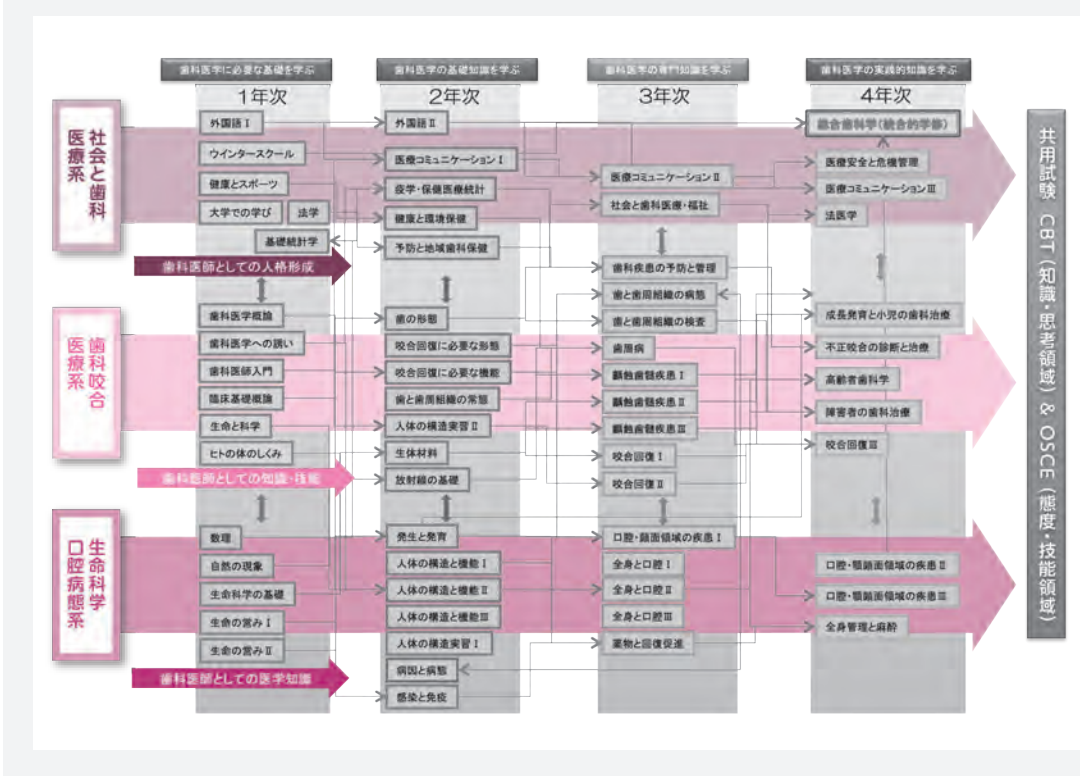 歯科医学に必要な基礎を学ぶ
歯科医学の基礎知識を学ぶ
歯科医学の専門知識を学ぶ
歯科医学の実践的知識を学ぶ
1年次
2年次
3年次
4年次
社会と歯科
医療系
外国語Ⅰ
ウインタースクール
健康とスポーツ
大学での学び
法学
基礎統計学
歯科医師としての人格形成
外国語Ⅱ
医療コミュニケーションⅠ
疫学・保健医療統計
健康と環境保健
予防と地域歯科保健
医療コミュニケーションⅡ
社会と歯科医療・福祉
総合歯科学(統合的学修)
医療安全と危機管理
医療コミュニケーションⅢ
法医学
歯科咬合
医療系
歯科医学概論
歯科医学への誘い
歯科医師入門
臨床基礎概論
生命と科学
ヒトの体のしくみ
歯科医師としての知識・技能
歯の形態
咬合回復に必要な形態
咬合回復に必要な機能
歯と歯周組織の常態
人体の構造実習Ⅱ
生体材料
放射線の基礎
歯科疾患の予防と管理
歯と歯周組織の病態
歯と歯周組織の検査
歯周病
齲蝕歯髄疾患Ⅰ
齲蝕歯髄疾患Ⅱ
齲蝕歯髄疾患Ⅲ
咬合回復Ⅰ
咬合回復Ⅱ
成長発育と小児の歯科治療
不正咬合の診断と治療
高齢者歯科学
障害者の歯科治療
咬合回復Ⅲ
生命科学
口腔病態系
数理
自然の現象
生命科学の基礎
生命の営みⅠ
生命の営みⅡ
歯科医師としての医学知識
発生と発育
人体の構造と機能Ⅰ
人体の構造と機能Ⅱ
人体の構造と機能Ⅲ
人体の構造実習Ⅰ
病因と病態
感染と免疫
口腔・顎顔面領域の疾患Ⅰ
全身と口腔Ⅰ
全身と口腔Ⅱ
全身と口腔Ⅲ
薬物と回復促進
口腔・顎顔面領域の疾患Ⅱ
口腔・顎顔面領域の疾患Ⅲ
全身管理と麻酔
共用試験 CBT(知識・思考領域) & OSCE(態度・技能領域)